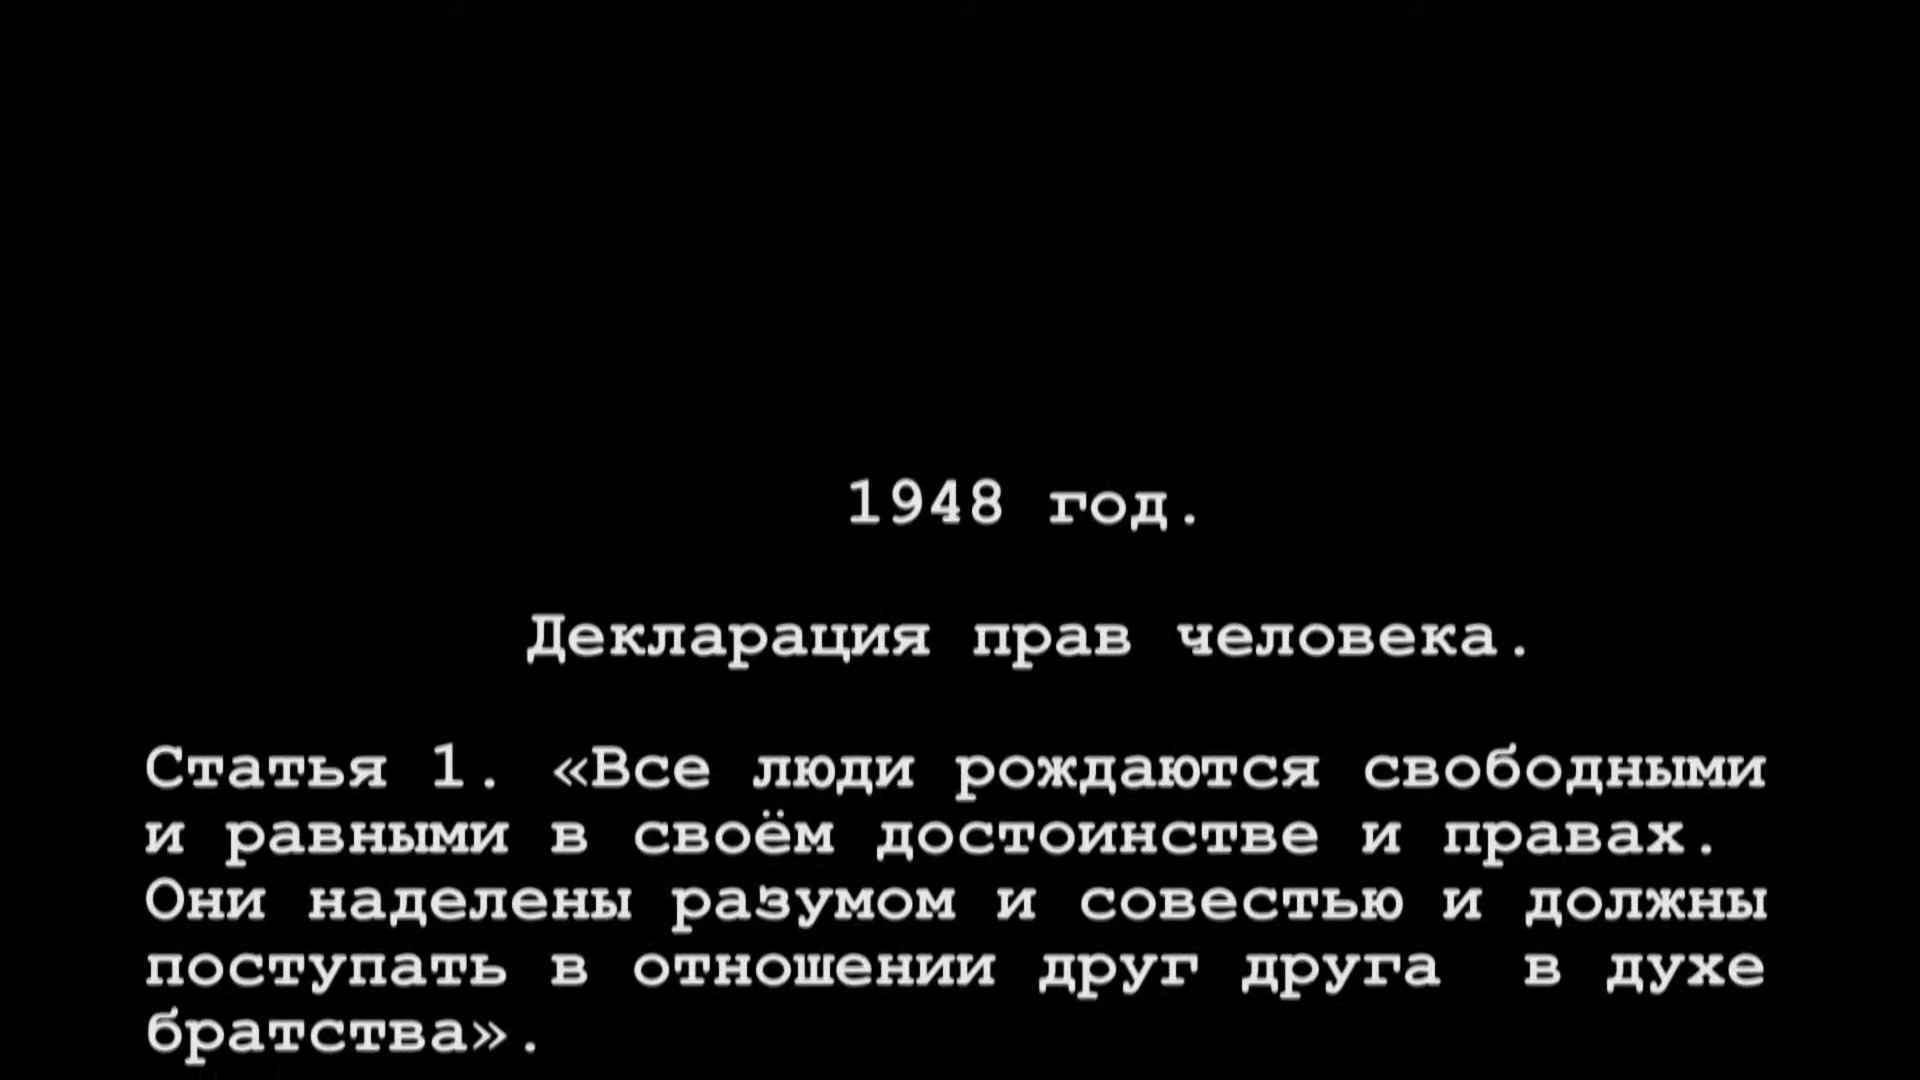 1948 год.
Декларация прав человека.
Статья 1. «Все люди рождаются свободными
и равными в своём достоинстве и правах.
Они наделены разумом и совестью и должны
поступать в отношении друг друга  в духе
братства».